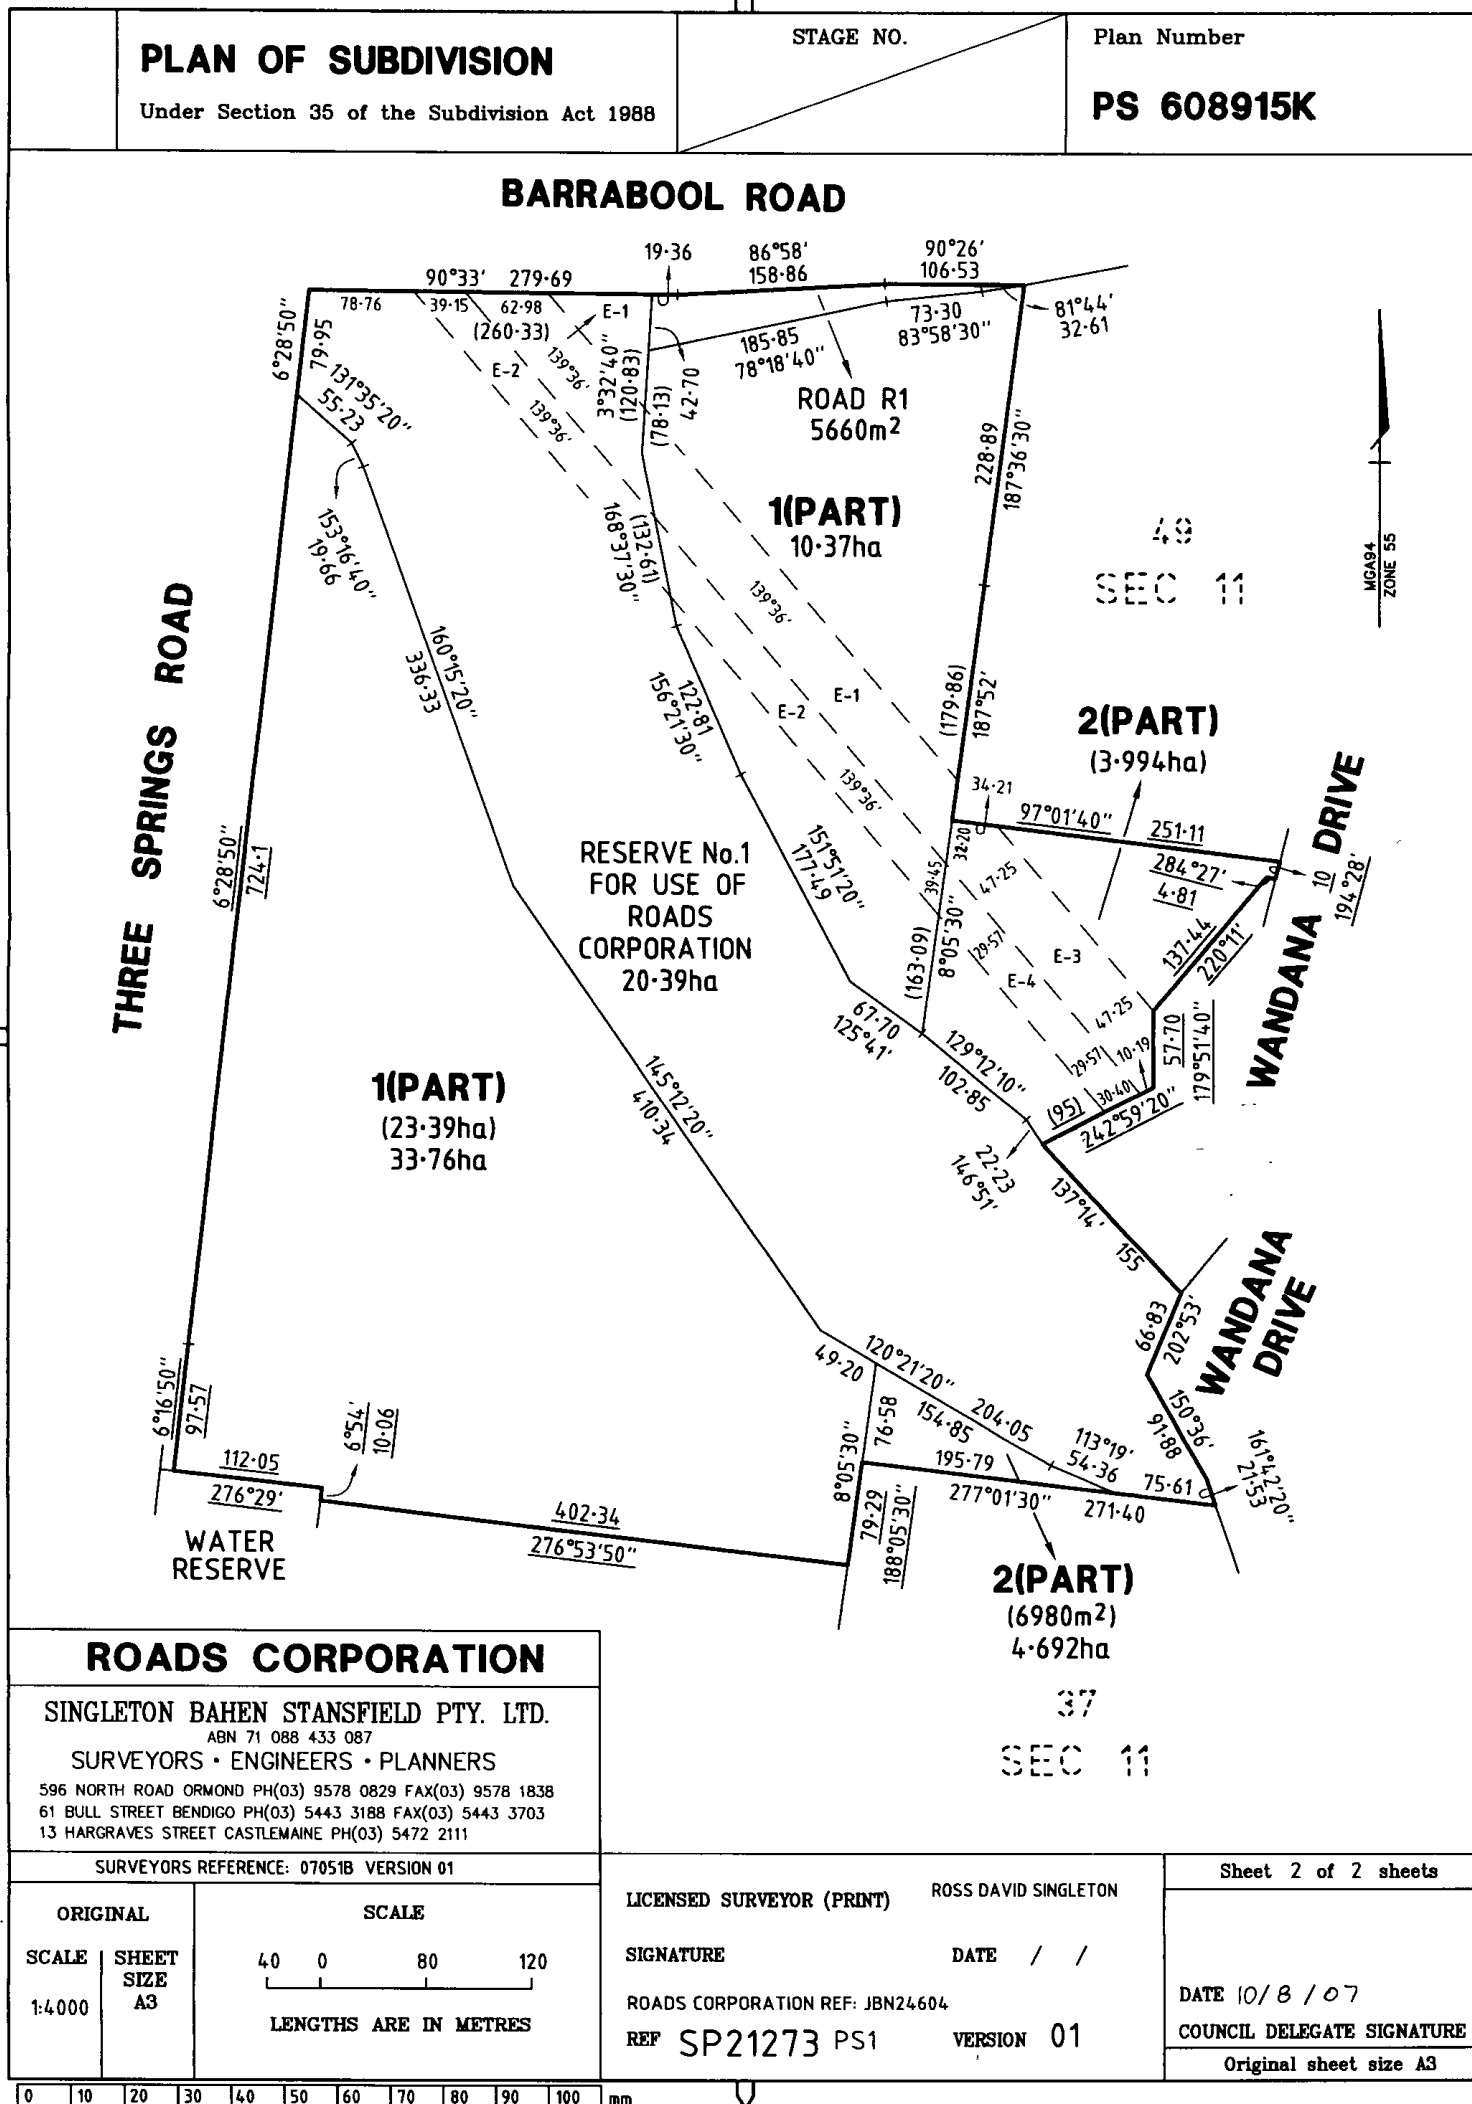 PLAN OF SUBDIVISION
Under Section 35 of the Subdivision Act 1988
STAGE NO.
Plan Number
PS 608915K
BARRABOOL ROAD
90°33' 279·69
19·36
86°58'
158·86
90°26'
106·53
78·76
39·15
62·98
(260·33)
E-1
E-2
139°36'
139°36'
3°32'40"
(120·83)
(78·13)
42·70
185·85
78°18'40"
73·30
83°58'30"
81°44'
32·61
ROAD R1
5660m²
6°28'50"
79·95
131°35'20"
55·23
153°16'40"
19·66
160°15'20"
336·33
168°37'30"
(132·61)
1(PART)
10·37ha
228·89
187°36'30"
49
SEC 11
MGA94
ZONE 55
139°36'
E-1
E-2
139°36'
122·81
156°21'30"
(179·86)
187°52'
2(PART)
(3·994ha)
34·21
97°01'40"
251·11
284°27'
4·81
10
194°28'
WANDANA DRIVE
137·44
220°11'
THREE SPRINGS ROAD
6°28'50"
724·1
RESERVE No.1
FOR USE OF
ROADS
CORPORATION
20·39ha
151°51'20"
177·49
39·45
32·20
47·25
29·57
(163·09)
8°05'30"
E-3
E-4
47·25
29·57
10·19
30·40
57·70
179°51'40"
67·70
125°41'
129°12'10"
102·85
(95)
242°59'20"
22·23
146°51'
1(PART)
(23·39ha)
33·76ha
145°12'20"
410·34
137°14'
155
WANDANA
DRIVE
66·83
202°53'
150°36'
91·88
161°42'20"
21·53
49·20
120°21'20"
204·05
154·85
113°19'
54·36
75·61
8°05'30"
76·58
195·79
277°01'30"
271·40
79·29
188°05'30"
6°16'50"
97·57
6°54'
10·06
112·05
276°29'
402·34
276°53'50"
WATER
RESERVE
2(PART)
(6980m²)
4·692ha
37
SEC 11
ROADS CORPORATION
SINGLETON BAHEN STANSFIELD PTY. LTD.
ABN 71 088 433 087
SURVEYORS • ENGINEERS • PLANNERS
596 NORTH ROAD ORMOND PH(03) 9578 0829 FAX(03) 9578 1838
61 BULL STREET BENDIGO PH(03) 5443 3188 FAX(03) 5443 3703
13 HARGRAVES STREET CASTLEMAINE PH(03) 5472 2111
SURVEYORS REFERENCE: 07051B VERSION 01
ORIGINAL
SCALE
SHEET
SIZE
A3
1:4000
SCALE
40 0 80 120
LENGTHS ARE IN METRES
LICENSED SURVEYOR (PRINT) ROSS DAVID SINGLETON
SIGNATURE DATE / /
ROADS CORPORATION REF: JBN24604
REF SP21273 PS1 VERSION 01
Sheet 2 of 2 sheets
DATE 10/8/07
COUNCIL DELEGATE SIGNATURE
Original sheet size A3
0 10 20 30 40 50 60 70 80 90 100 mm